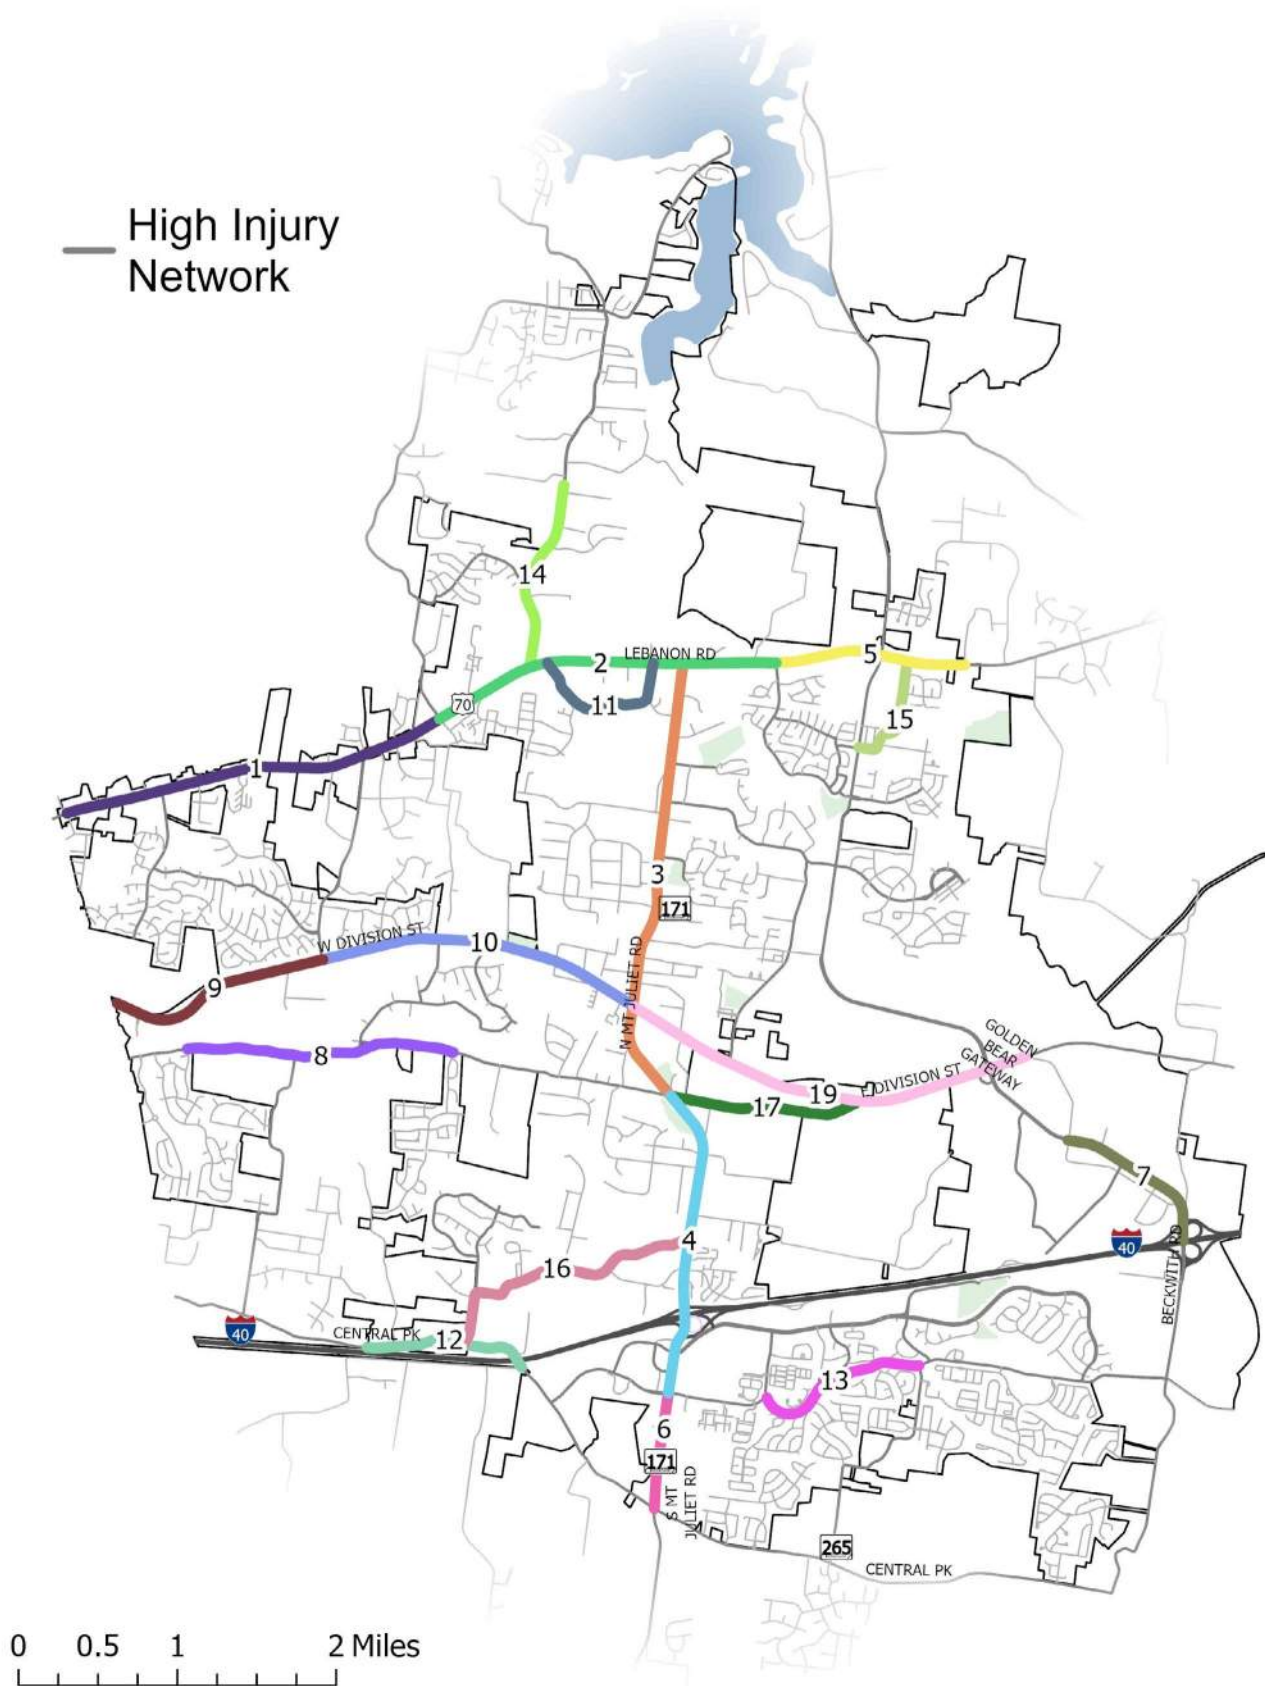 High Injury
Network
14
LEBANON RD
2
5
70
11
15
1
3
171
W DIVISION ST
10
N MT JULIET RD
9
GOLDEN
BEAR
GATEWAY
8
E DIVISION ST
19
17
7
4
40
BECKWITH RD
16
40
CENTRAL PK
12
13
6
171
S MT
JULIET RD
265
CENTRAL PK
0 0.5 1 2 Miles